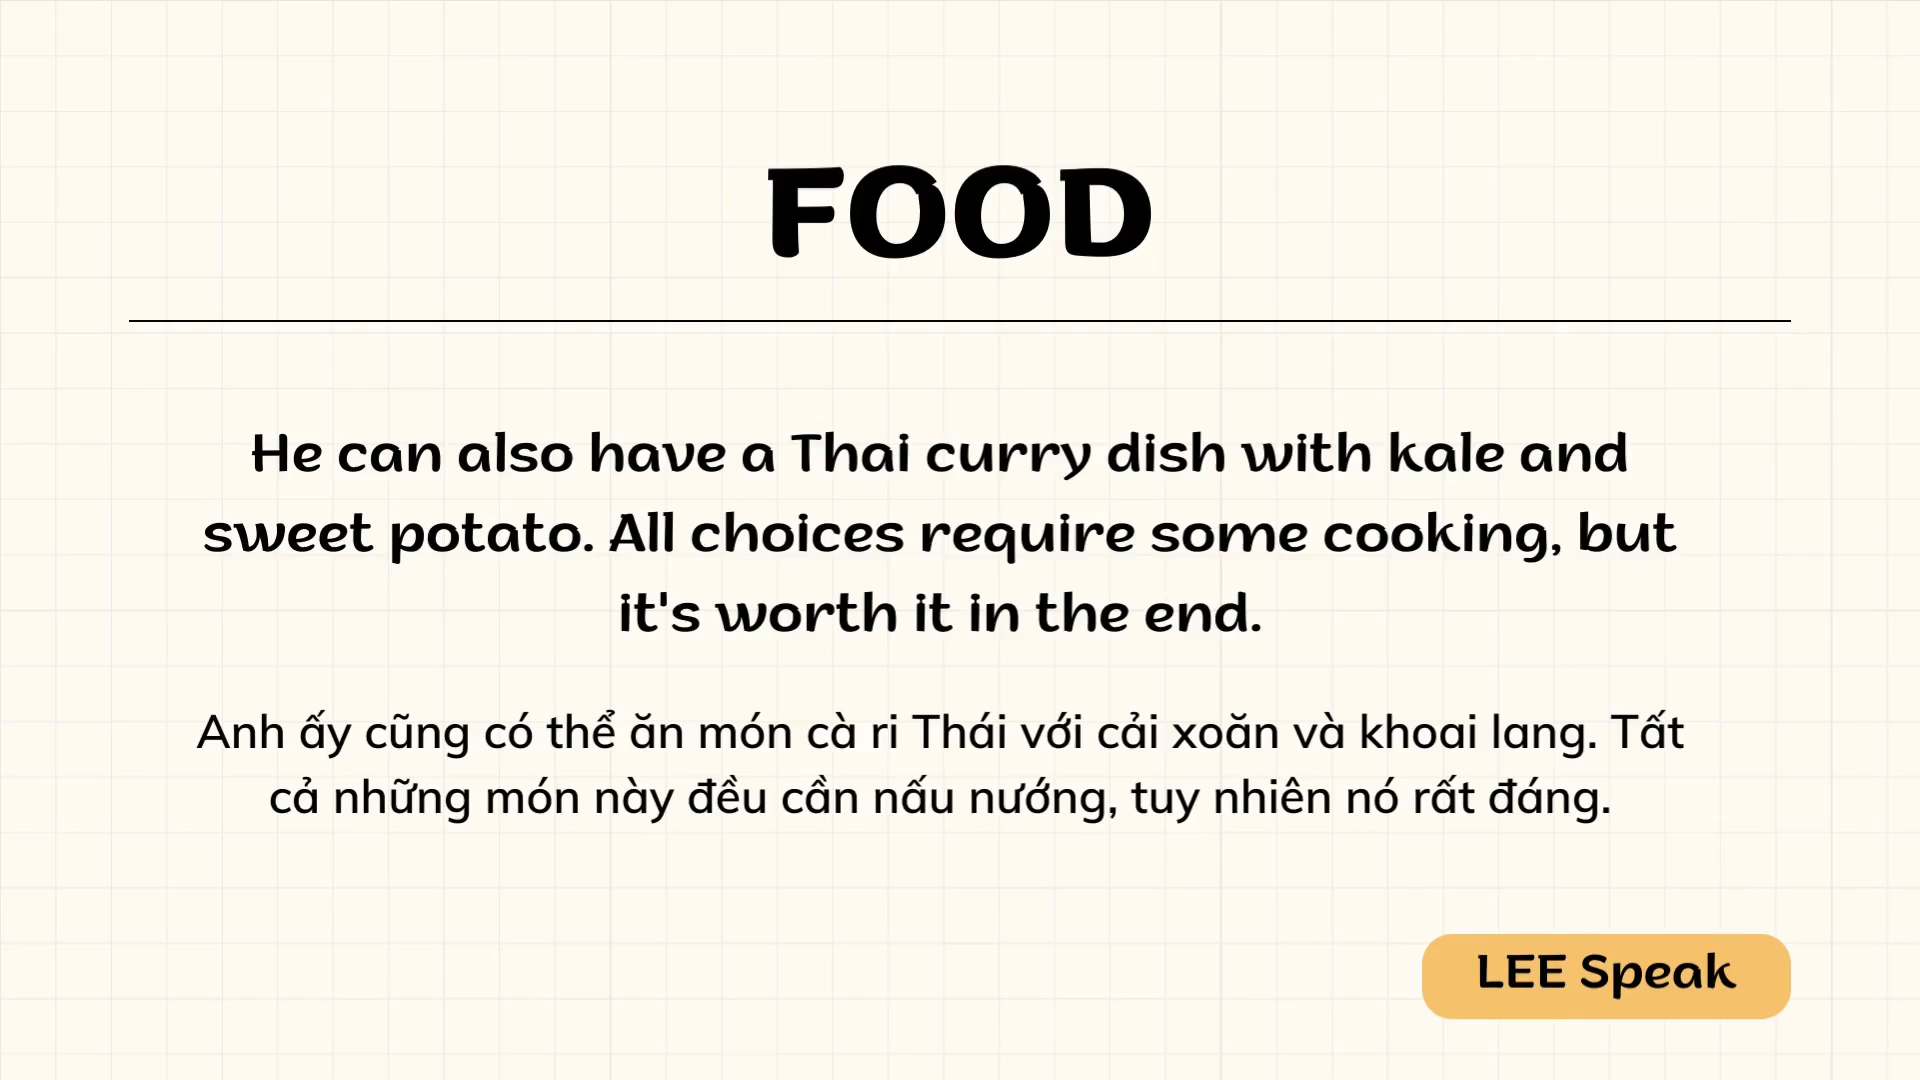 FOOD
He can also have a Thai curry dish with kale and
sweet potato. All choices require some cooking, but
it's worth it in the end.
Anh ấy cũng có thể ăn món cà ri Thái với cải xoăn và khoai lang. Tất
cả những món này đều cần nấu nướng, tuy nhiên nó rất đáng.
LEE Speak